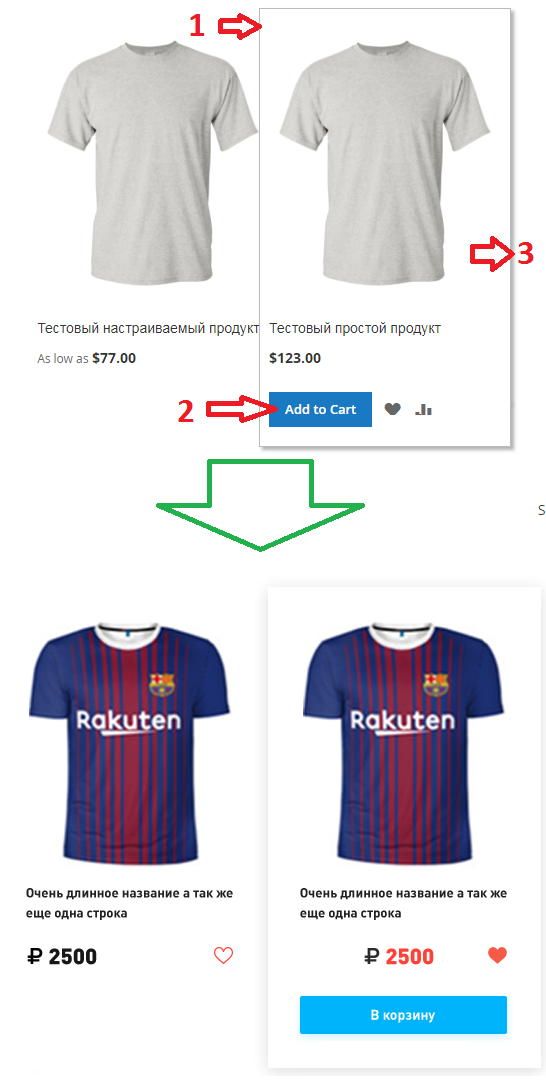 1
3
Тестовый настраиваемый продукт
Тестовый простой продукт
As low as $77.00
$123.00
2
Add to Cart
S
Rakuten
Rakuten
Очень длинное название а так же
еще одна строка
Очень длинное название а так же
еще одна строка
₽ 2500
₽ 2500
В корзину